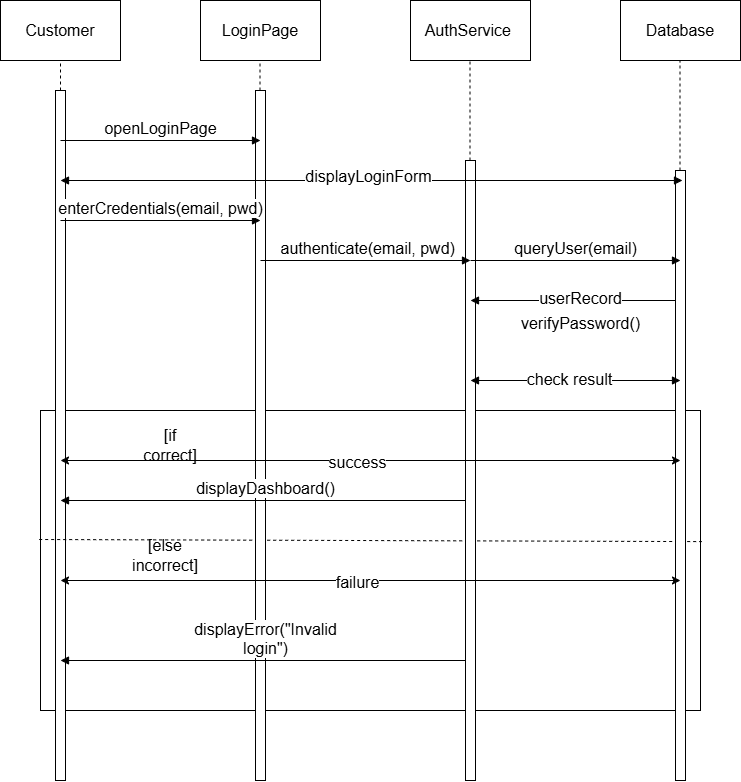 Customer
LoginPage
AuthService
Database
openLoginPage
displayLoginForm
enterCredentials(email, pwd)
authenticate(email, pwd)
queryUser(email)
userRecord
verifyPassword()
check result
[if
correct]
success
displayDashboard()
[else
incorrect]
failure
displayError("Invalid
login")